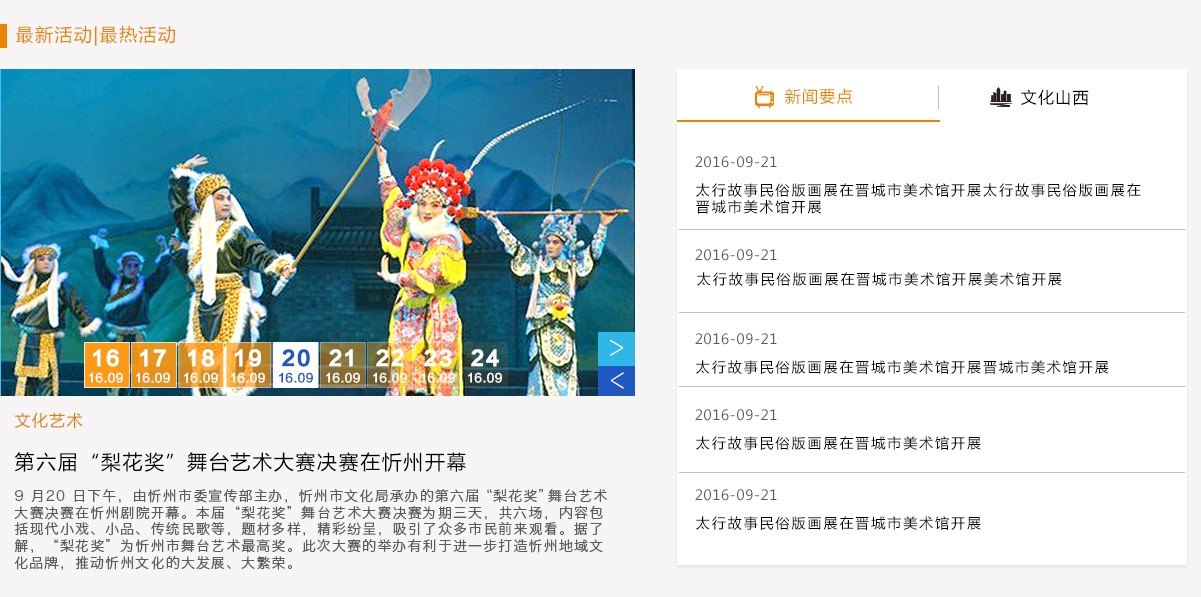 最新活动|最热活动
16 17 18 19 20 21 22 23 24
16.09 16.09 16.09 16.09 16.09 16.09 16.09 16.09 16.09
>
<
文化艺术
第六届“梨花奖”舞台艺术大赛决赛在忻州开幕
9 月20 日下午，由忻州市委宣传部主办，忻州市文化局承办的第六届“梨花奖”舞台艺术
大赛决赛在忻州剧院开幕。本届“梨花奖”舞台艺术大赛决赛为期三天，共六场，内容包
括现代小戏、小品、传统民歌等，题材多样，精彩纷呈，吸引了众多市民前来观看。据了
解，“梨花奖”为忻州市舞台艺术最高奖。此次大赛的举办有利于进一步打造忻州地域文
化品牌，推动忻州文化的大发展、大繁荣。
新闻要点
文化山西
2016-09-21
太行故事民俗版画展在晋城市美术馆开展太行故事民俗版画展在
晋城市美术馆开展
2016-09-21
太行故事民俗版画展在晋城市美术馆开展美术馆开展
2016-09-21
太行故事民俗版画展在晋城市美术馆开展晋城市美术馆开展
2016-09-21
太行故事民俗版画展在晋城市美术馆开展
2016-09-21
太行故事民俗版画展在晋城市美术馆开展